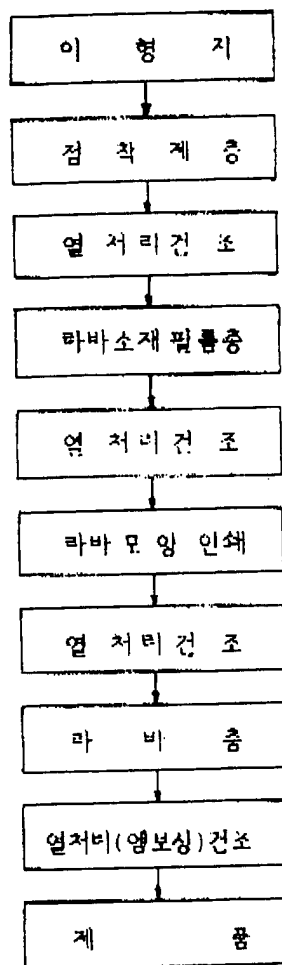 이 형 지
점 착 제 층
열 처 리 건 조
라바소재필름층
열 처 리 건 조
라바 모 양 인쇄
열 처 리 건 조
라 바 층
열처리(엠보싱)건조
제 품